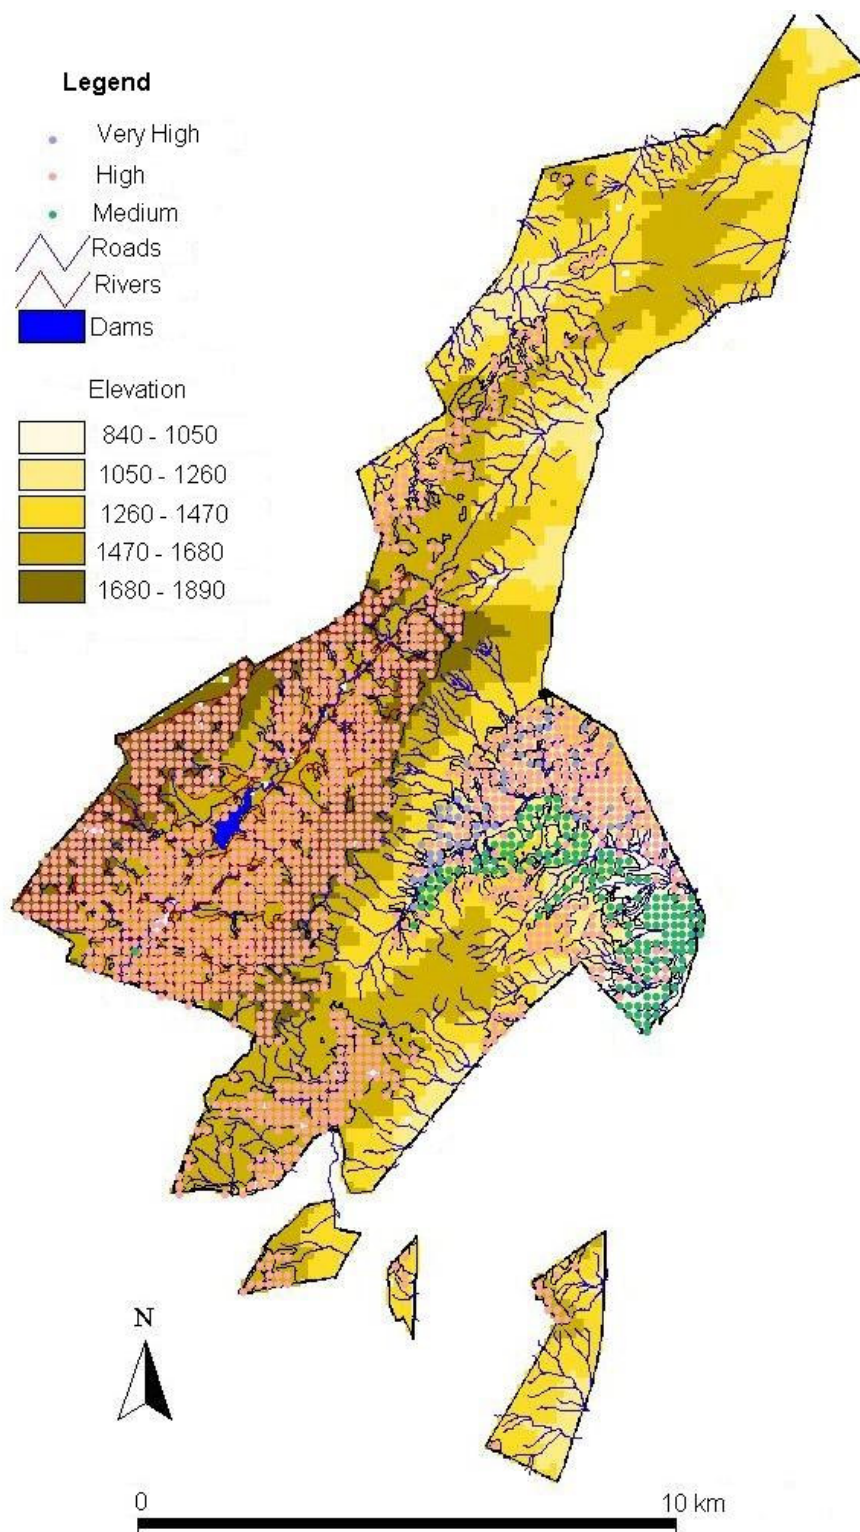 Legend
Very High
High
Medium
Roads
Rivers
Dams
Elevation
840 - 1050
1050 - 1260
1260 - 1470
1470 - 1680
1680 - 1890
N
0 10 km